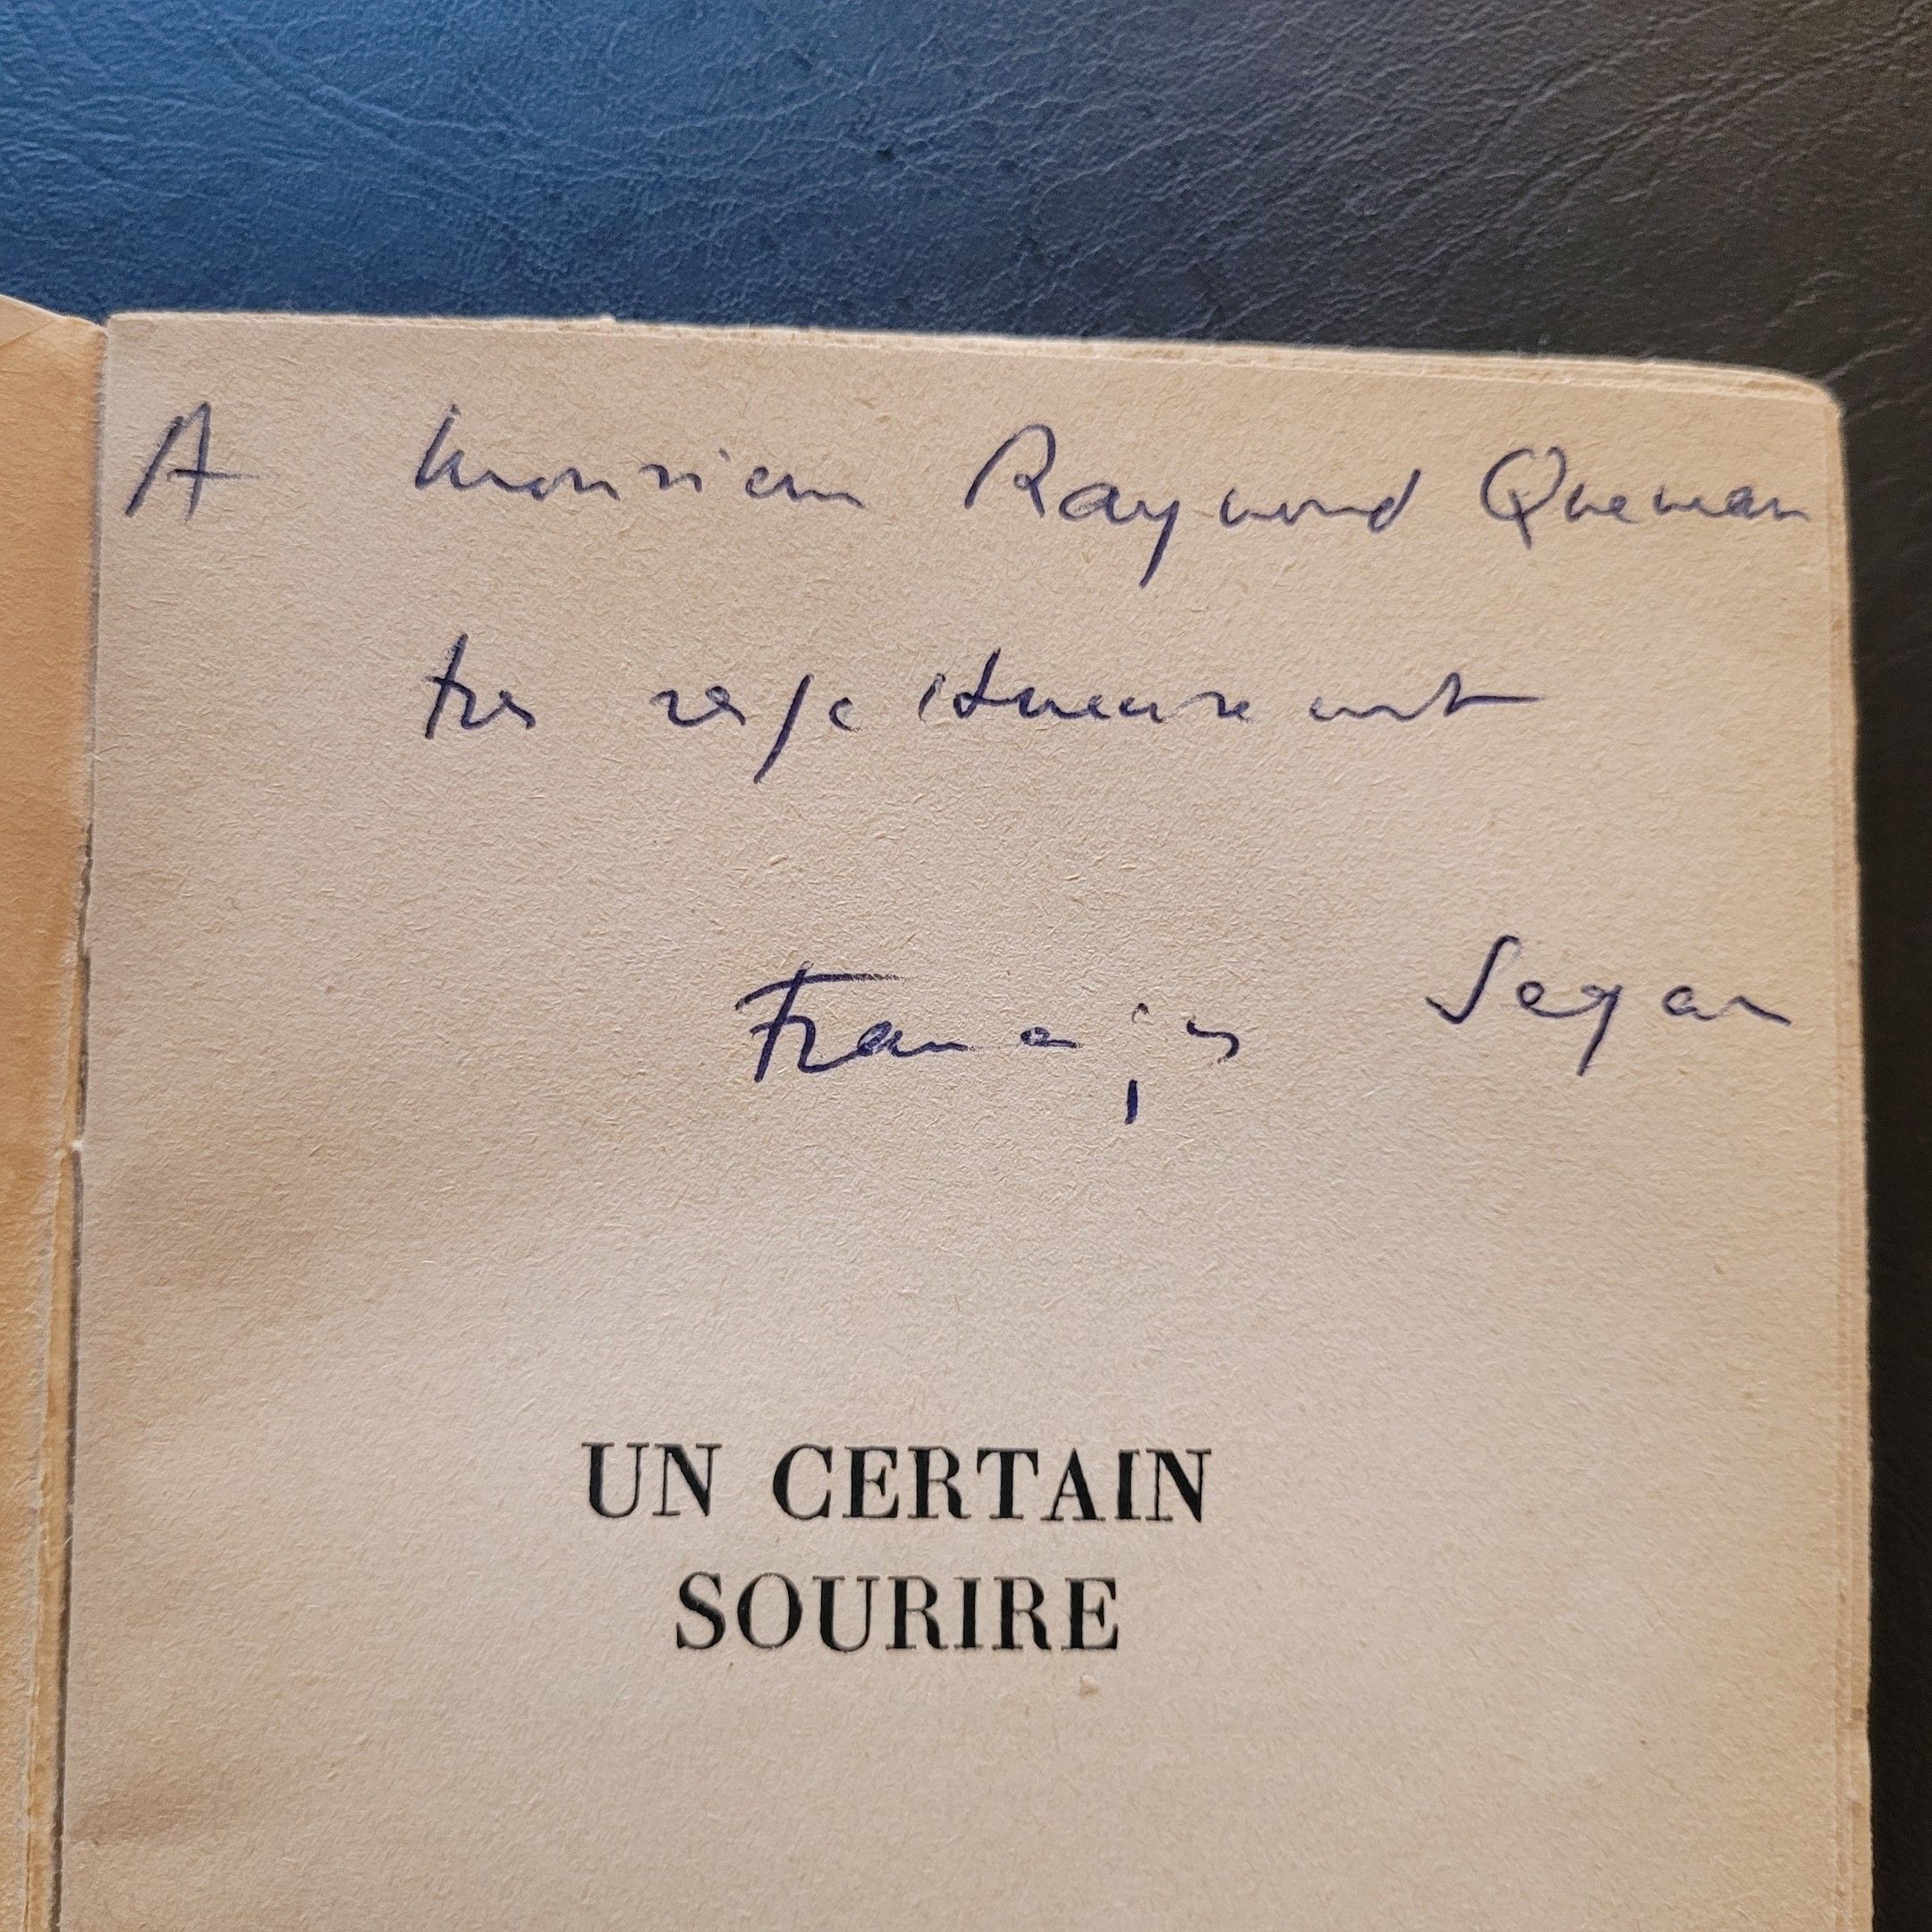 A Monsieur Raymond Queneau
très respectueusement
Françoise Sagan
UN CERTAIN
SOURIRE